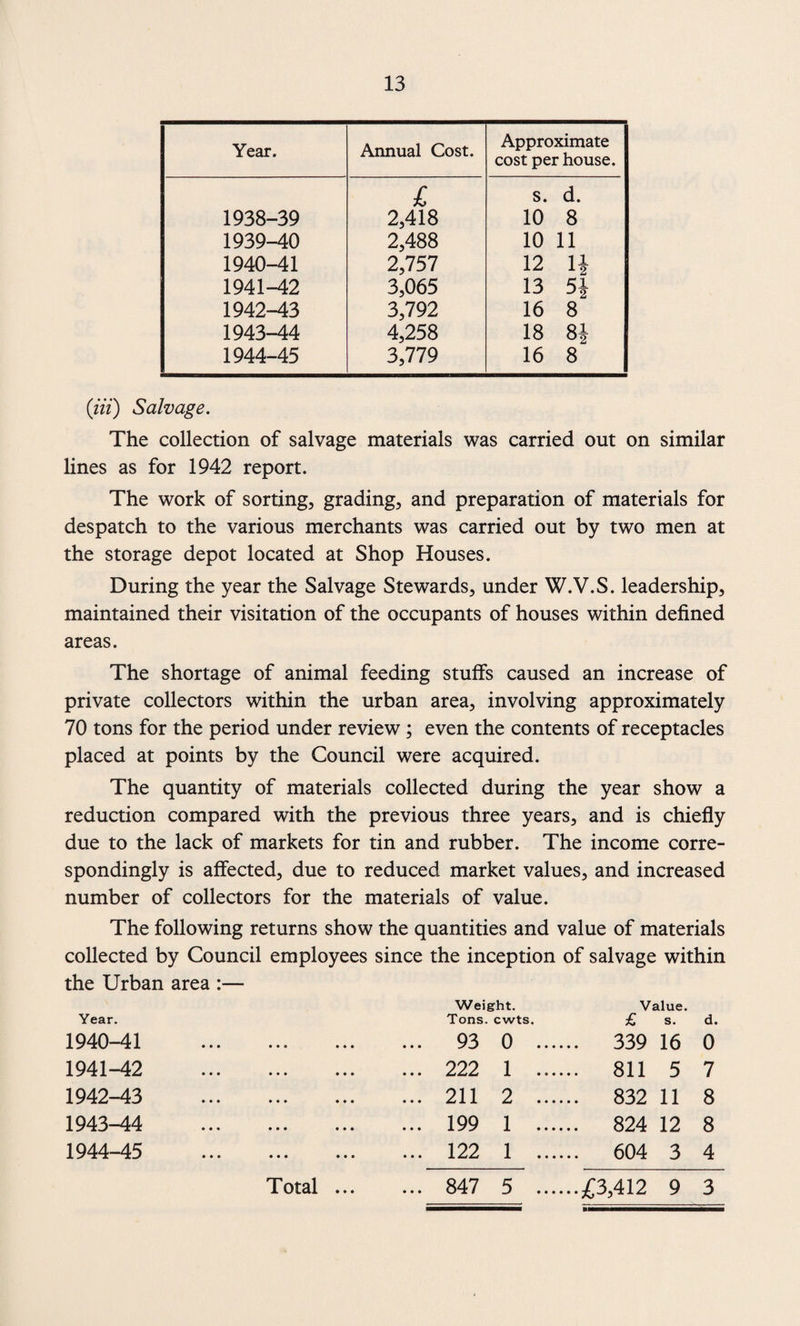 13
Year. Annual Cost. Approximate cost per house.
£ s. d.
1938-39 2,418 10 8
1939-40 2,488 10 11
1940-41 2,757 12 1½
1941-42 3,065 13 5½
1942-43 3,792 16 8
1943-44 4,258 18 8½
1944-45 3,779 16 8
(iii) Salvage.
The collection of salvage materials was carried out on similar
lines as for 1942 report.
The work of sorting, grading, and preparation of materials for
despatch to the various merchants was carried out by two men at
the storage depot located at Shop Houses.
During the year the Salvage Stewards, under W.V.S. leadership,
maintained their visitation of the occupants of houses within defined
areas.
The shortage of animal feeding stuffs caused an increase of
private collectors within the urban area, involving approximately
70 tons for the period under review ; even the contents of receptacles
placed at points by the Council were acquired.
The quantity of materials collected during the year show a
reduction compared with the previous three years, and is chiefly
due to the lack of markets for tin and rubber. The income corre-
spondingly is affected, due to reduced market values, and increased
number of collectors for the materials of value.
The following returns show the quantities and value of materials
collected by Council employees since the inception of salvage within
the Urban area :—
Weight. Value.
Year. Tons. cwts. £ s. d.
1940-41 ... ... ... ... 93 0 ...... 339 16 0
1941-42 ... ... ... ... 222 1 ...... 811 5 7
1942-43 ... ... ... ... 211 2 ...... 832 11 8
1943-44 ... ... ... ... 199 1 ...... 824 12 8
1944-45 ... ... ... ... 122 1 ...... 604 3 4
Total ... ... 847 5 ......£3,412 9 3